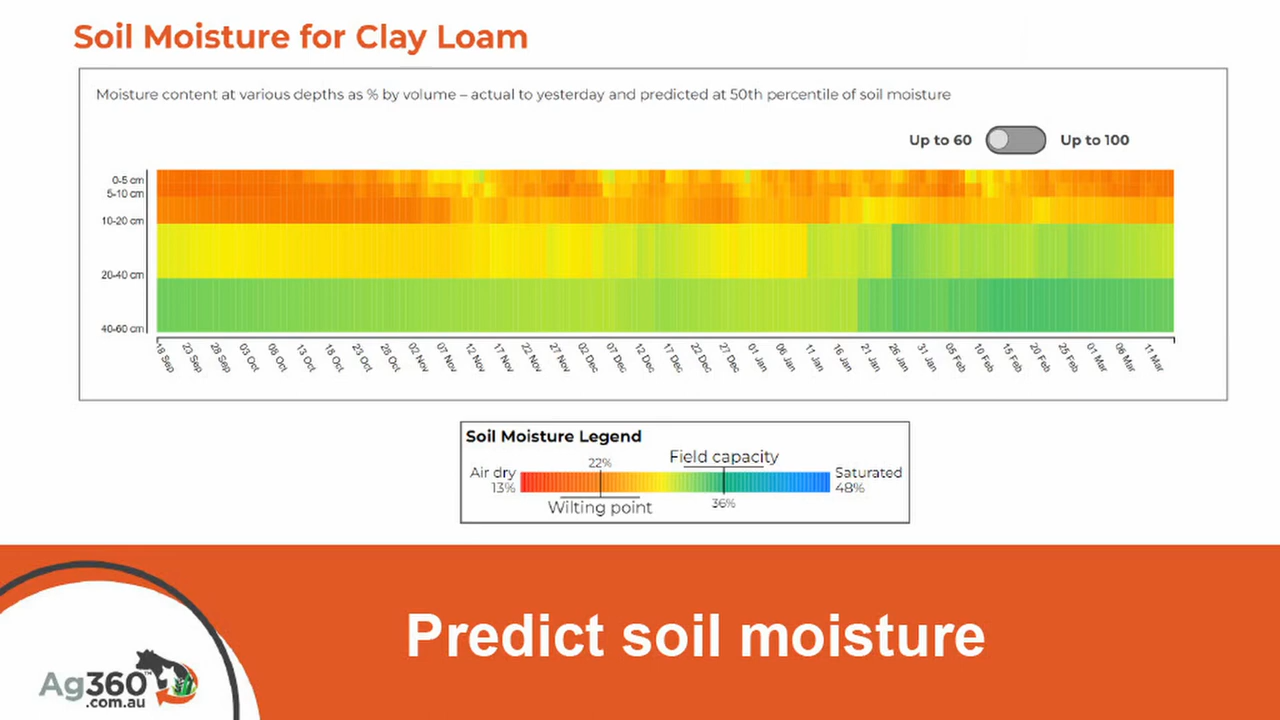 Soil Moisture for Clay Loam
Moisture content at various depths as % by volume – actual to yesterday and predicted at 50th percentile of soil moisture
Up to 60 Up to 100
0-5 cm
5-10 cm
10-20 cm
20-40 cm
40-60 cm
18 Sep 23 Sep 28 Sep 03 Oct 08 Oct 13 Oct 18 Oct 23 Oct 28 Oct 02 Nov 07 Nov 12 Nov 17 Nov 22 Nov 27 Nov 02 Dec 07 Dec 12 Dec 17 Dec 22 Dec 27 Dec 01 Jan 06 Jan 11 Jan 16 Jan 21 Jan 26 Jan 31 Jan 05 Feb 10 Feb 15 Feb 20 Feb 25 Feb 01 Mar 06 Mar 11 Mar
Soil Moisture Legend
22% Field capacity
Air dry Saturated
13% 48%
Wilting point 36%
Predict soil moisture
Ag360™
.com.au